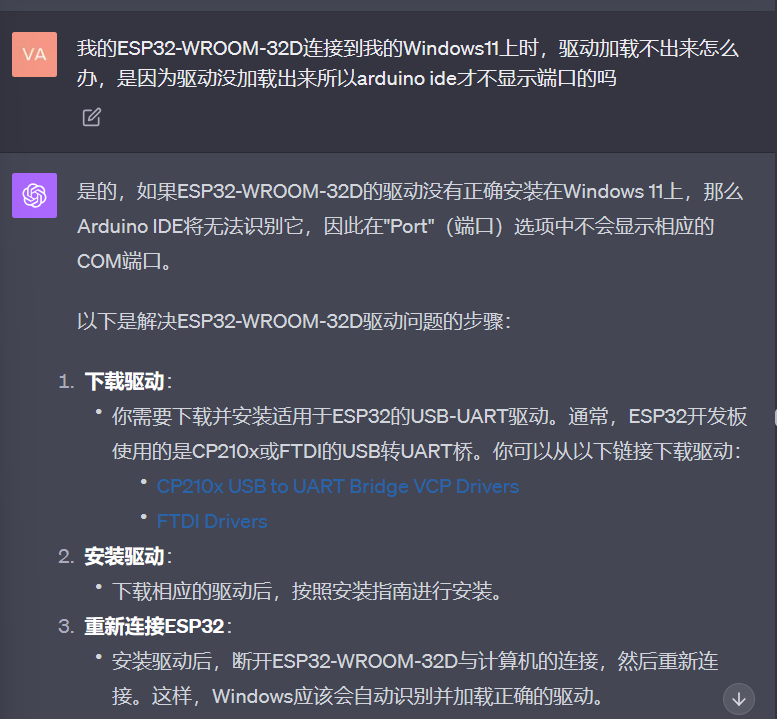 VA
我的ESP32-WROOM-32D连接到我的Windows11上时，驱动加载不出来怎么
办，是因为驱动没加载出来所以arduino ide才不显示端口的吗
是的，如果ESP32-WROOM-32D的驱动没有正确安装在Windows 11上，那么
Arduino IDE将无法识别它，因此在"Port"（端口）选项中不会显示相应的
COM端口。
以下是解决ESP32-WROOM-32D驱动问题的步骤：
1. 下载驱动：
• 你需要下载并安装适用于ESP32的USB-UART驱动。通常，ESP32开发板
使用的是CP210x或FTDI的USB转UART桥。你可以从以下链接下载驱动：
• CP210x USB to UART Bridge VCP Drivers
• FTDI Drivers
2. 安装驱动：
• 下载相应的驱动后，按照安装指南进行安装。
3. 重新连接ESP32：
• 安装驱动后，断开ESP32-WROOM-32D与计算机的连接，然后重新连
接。这样，Windows应该会自动识别并加载正确的驱动。